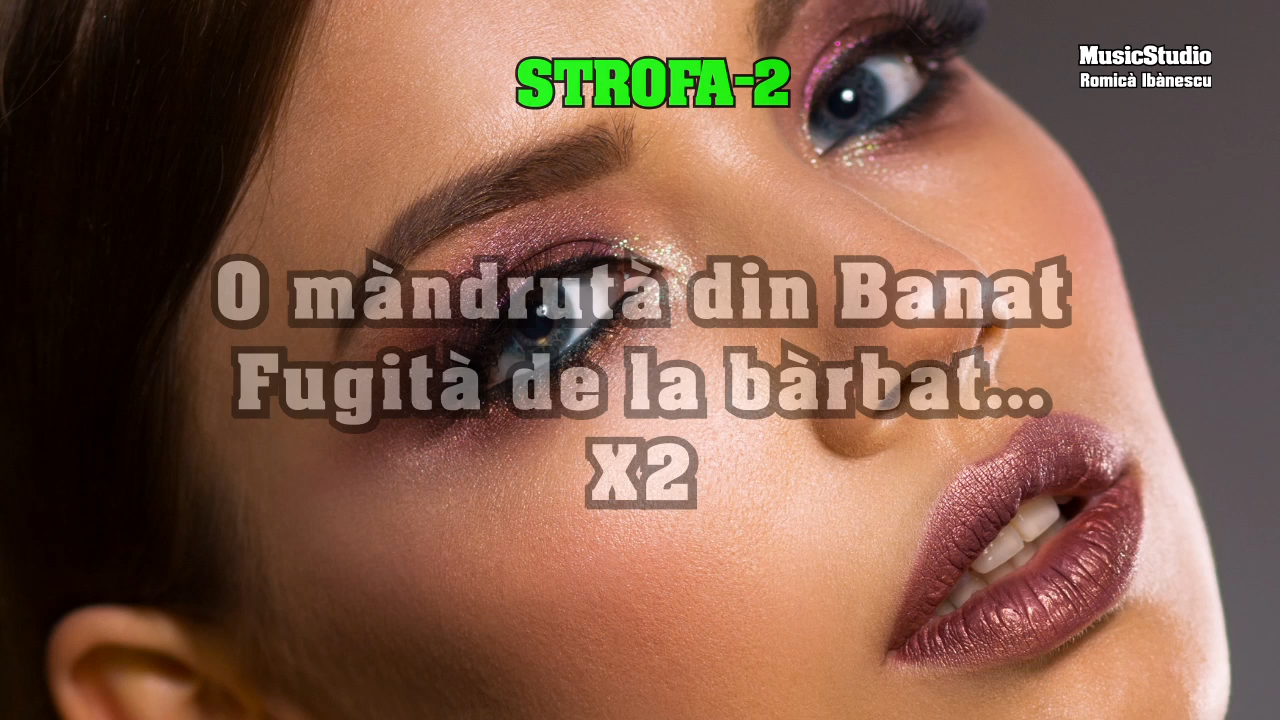 STROFA-2
MusicStudio
Romicà Ibànescu
O màndrutà din Banat
Fugità de la bàrbat...
X2